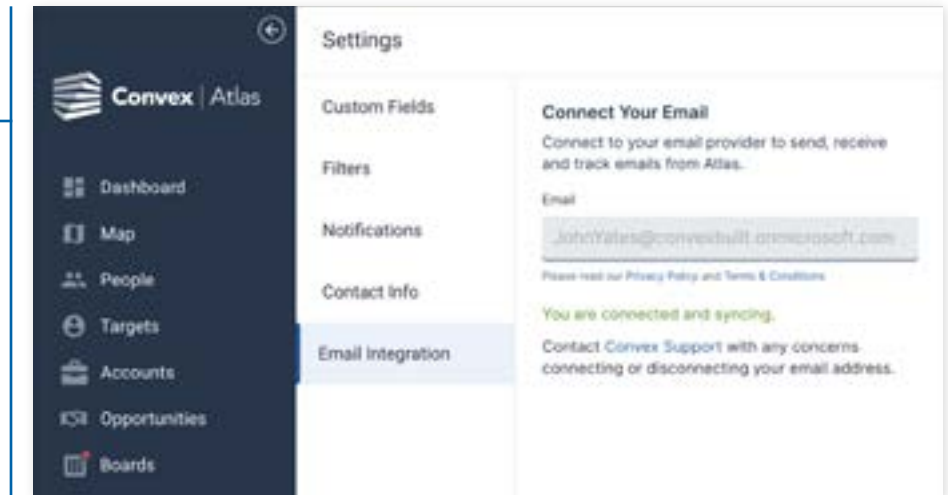 Convex | Atlas
Dashboard
Map
People
Targets
Accounts
Opportunities
Boards
Settings
Custom Fields
Filters
Notifications
Contact Info
Email Integration
Connect Your Email
Connect to your email provider to send, receive
and track emails from Atlas.
Email
JohnYates@convexbuilt.onmicrosoft.com
Please read our Privacy Policy and Terms & Conditions
You are connected and syncing.
Contact Convex Support with any concerns
connecting or disconnecting your email address.